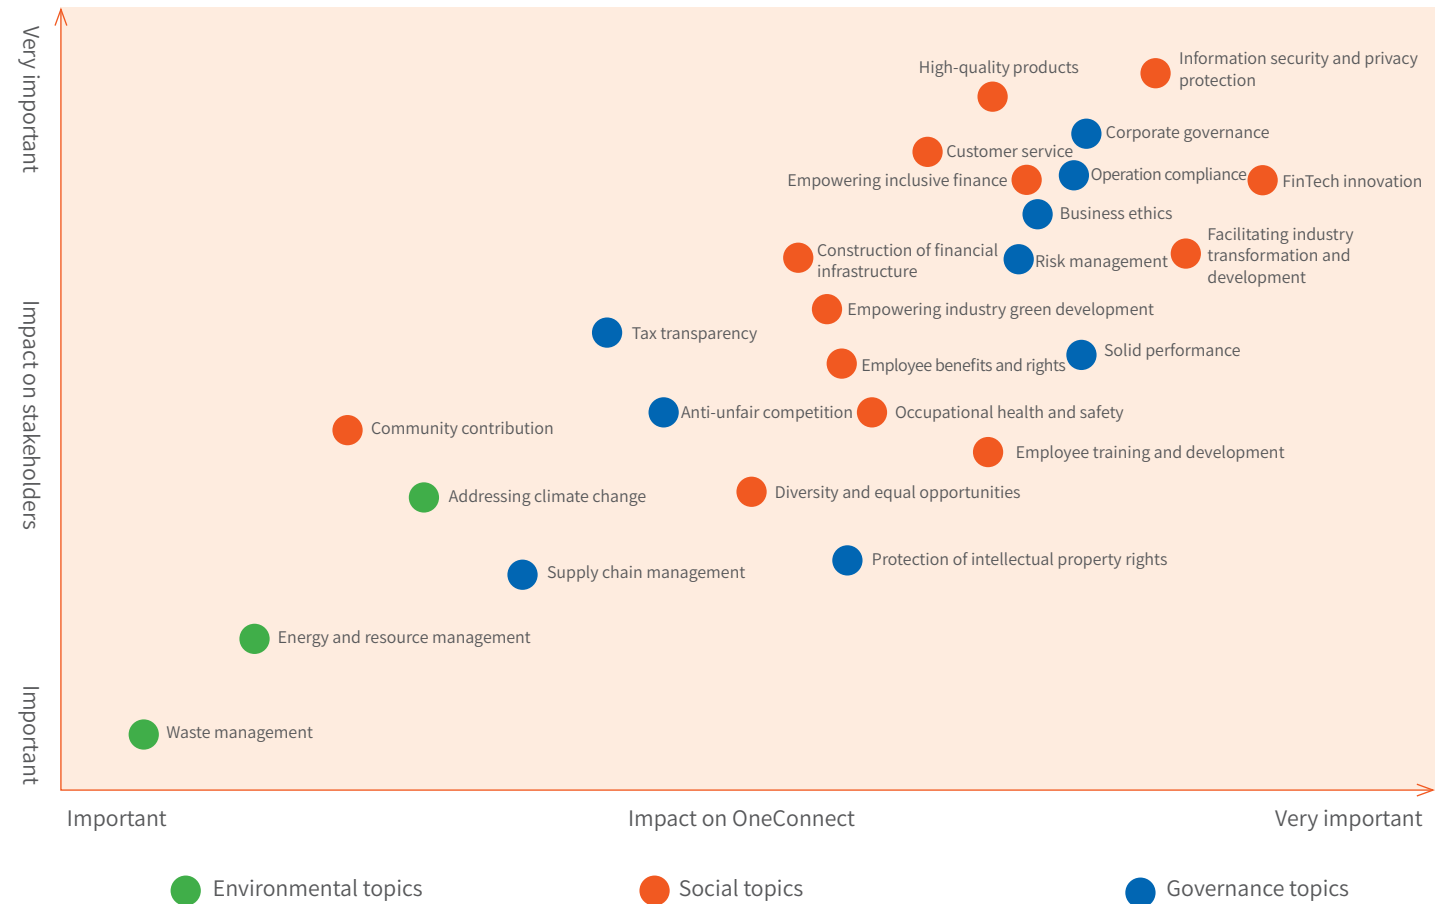 Very important
Impact on stakeholders
Important
High-quality products
Information security and privacy
protection
Corporate governance
Customer service
Empowering inclusive finance
Operation compliance
FinTech innovation
Business ethics
Facilitating industry
transformation and
development
Construction of financial
infrastructure
Risk management
Empowering industry green development
Tax transparency
Solid performance
Employee benefits and rights
Anti-unfair competition
Occupational health and safety
Community contribution
Employee training and development
Addressing climate change
Diversity and equal opportunities
Protection of intellectual property rights
Supply chain management
Energy and resource management
Waste management
Important
Impact on OneConnect
Very important
Environmental topics
Social topics
Governance topics